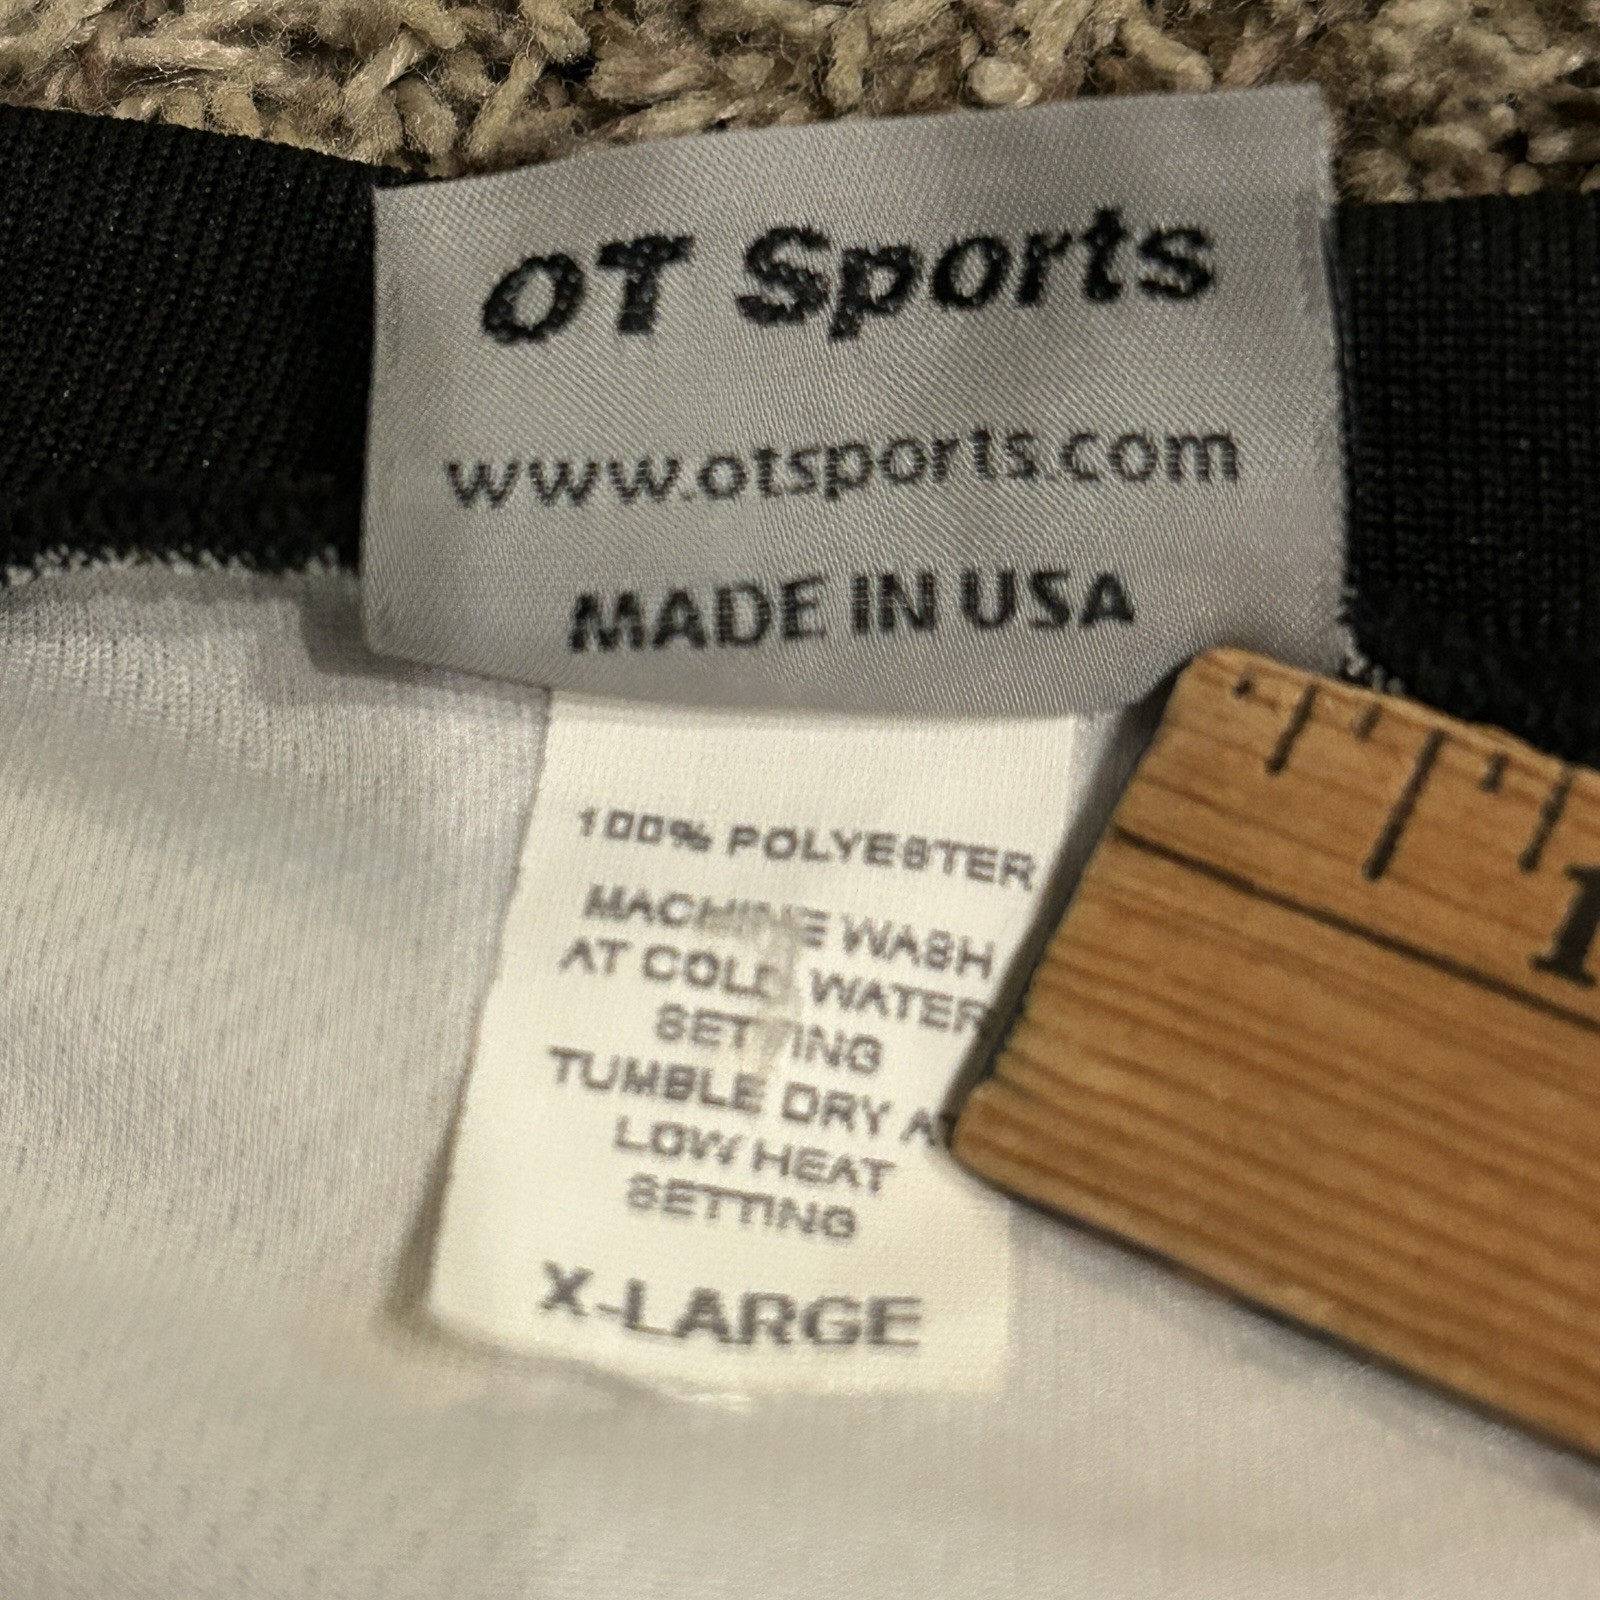 OT Sports
www.otsports.com
MADE IN USA
100% POLYESTER
MACHINE WASH
AT COLD WATER
SETTING
TUMBLE DRY A
LOW HEAT
SETTING
X-LARGE
1